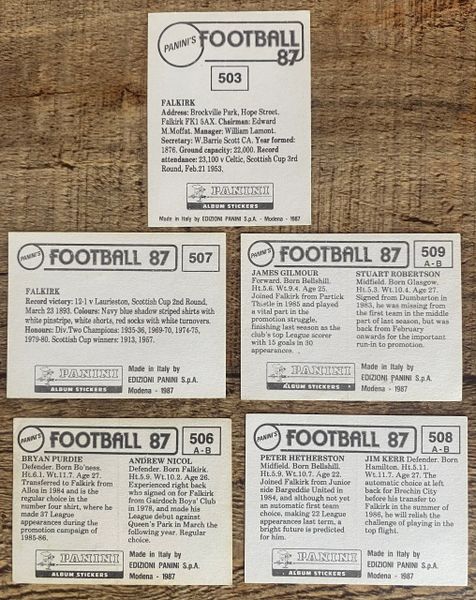 PANINI'S FOOTBALL 87
503
FALKIRK
Address: Brockville Park, Hope Street,
Falkirk FK1 5AX. Chairman: Edward
M.Moffat. Manager: William Lamont.
Secretary: W.Barrie Scott CA. Year formed:
1876. Ground capacity: 22,000. Record
attendance: 23,100 v Celtic, Scottish Cup 3rd
Round, Feb.21 1953.
PANINI
ALBUM STICKERS
Made in Italy by EDIZIONI PANINI S.p.A. - Modena - 1987
PANINI'S FOOTBALL 87
507
FALKIRK
Record victory: 12-1 v Laurieston, Scottish Cup 2nd Round,
March 23 1893. Colours: Navy blue shadow striped shirts with
white pinstripe, white shorts, red socks with white turnovers.
Honours: Div.Two Champions: 1935-36, 1969-70, 1974-75,
1979-80. Scottish Cup winners: 1913, 1957.
PANINI
ALBUM STICKERS
Made in Italy by
EDIZIONI PANINI S.p.A.
Modena - 1987
PANINI'S FOOTBALL 87
509
A-B
JAMES GILMOUR
Forward. Born Bellshill.
Ht.5.6. Wt.9.4. Age 25.
Joined Falkirk from Partick
Thistle in 1985 and played
a vital part in the
promotion struggle,
finishing last season as the
club's top League scorer
with 15 goals in 30
appearances.
STUART ROBERTSON
Midfield. Born Glasgow.
Ht.5.3. Wt.10.4. Age 27.
Signed from Dumbarton in
1983, he was missing from
the first team in the middle
part of last season, but was
back from February
onwards for the important
run-in to promotion.
PANINI
ALBUM STICKERS
Made in Italy by
EDIZIONI PANINI S.p.A.
Modena - 1987
PANINI'S FOOTBALL 87
506
A-B
BRYAN PURDIE
Defender. Born Bo'ness.
Ht.6.1. Wt.11.7. Age 27.
Transferred to Falkirk from
Alloa in 1984 and is the
regular choice in the
number four shirt, where he
made 37 League
appearances during the
promotion campaign of
1985-86.
ANDREW NICOL
Defender. Born Falkirk.
Ht.5.9. Wt.10.2. Age 26.
Experienced right back
who signed on for Falkirk
from Gairdoch Boys' Club
in 1978, and made his
League debut against
Queen's Park in March the
following year. Regular
choice.
PANINI
ALBUM STICKERS
Made in Italy by
EDIZIONI PANINI S.p.A.
Modena - 1987
PANINI'S FOOTBALL 87
508
A-B
PETER HETHERSTON
Midfield. Born Bellshill.
Ht.5.9. Wt.10.7. Age 22.
Joined Falkirk from Junior
side Bargeddie United in
1984, and although not yet
an automatic first team
choice, making 22 League
appearances last term, a
bright future is predicted
for him.
JIM KERR Defender. Born
Hamilton. Ht.5.11.
Wt.11.7. Age 27. The
automatic choice at left
back for Brechin City
before his transfer to
Falkirk in the summer of
1986, he will relish the
challenge of playing in the
top flight.
PANINI
ALBUM STICKERS
Made in Italy by
EDIZIONI PANINI S.p.A.
Modena - 1987